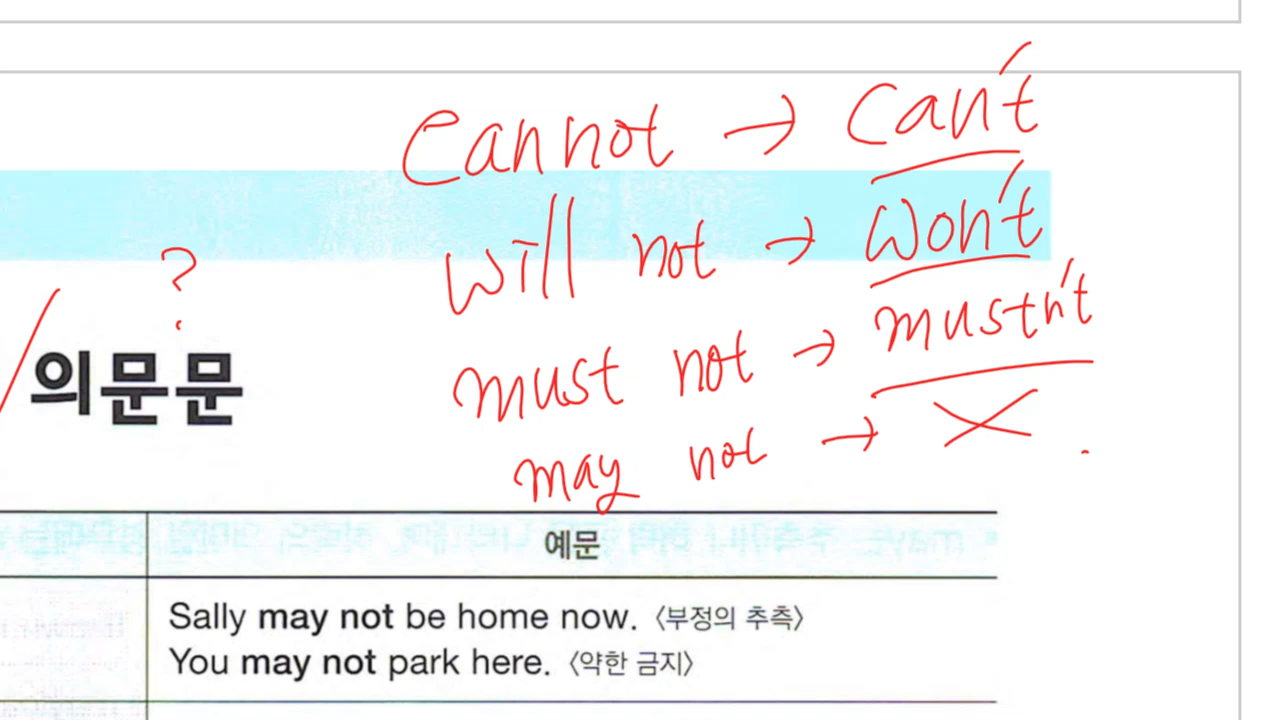 cannot → can't
will not → won't
must not → mustn't
may not → X
?
/ 의문문
예문
Sally may not be home now. 〈부정의 추측〉
You may not park here. 〈약한 금지〉